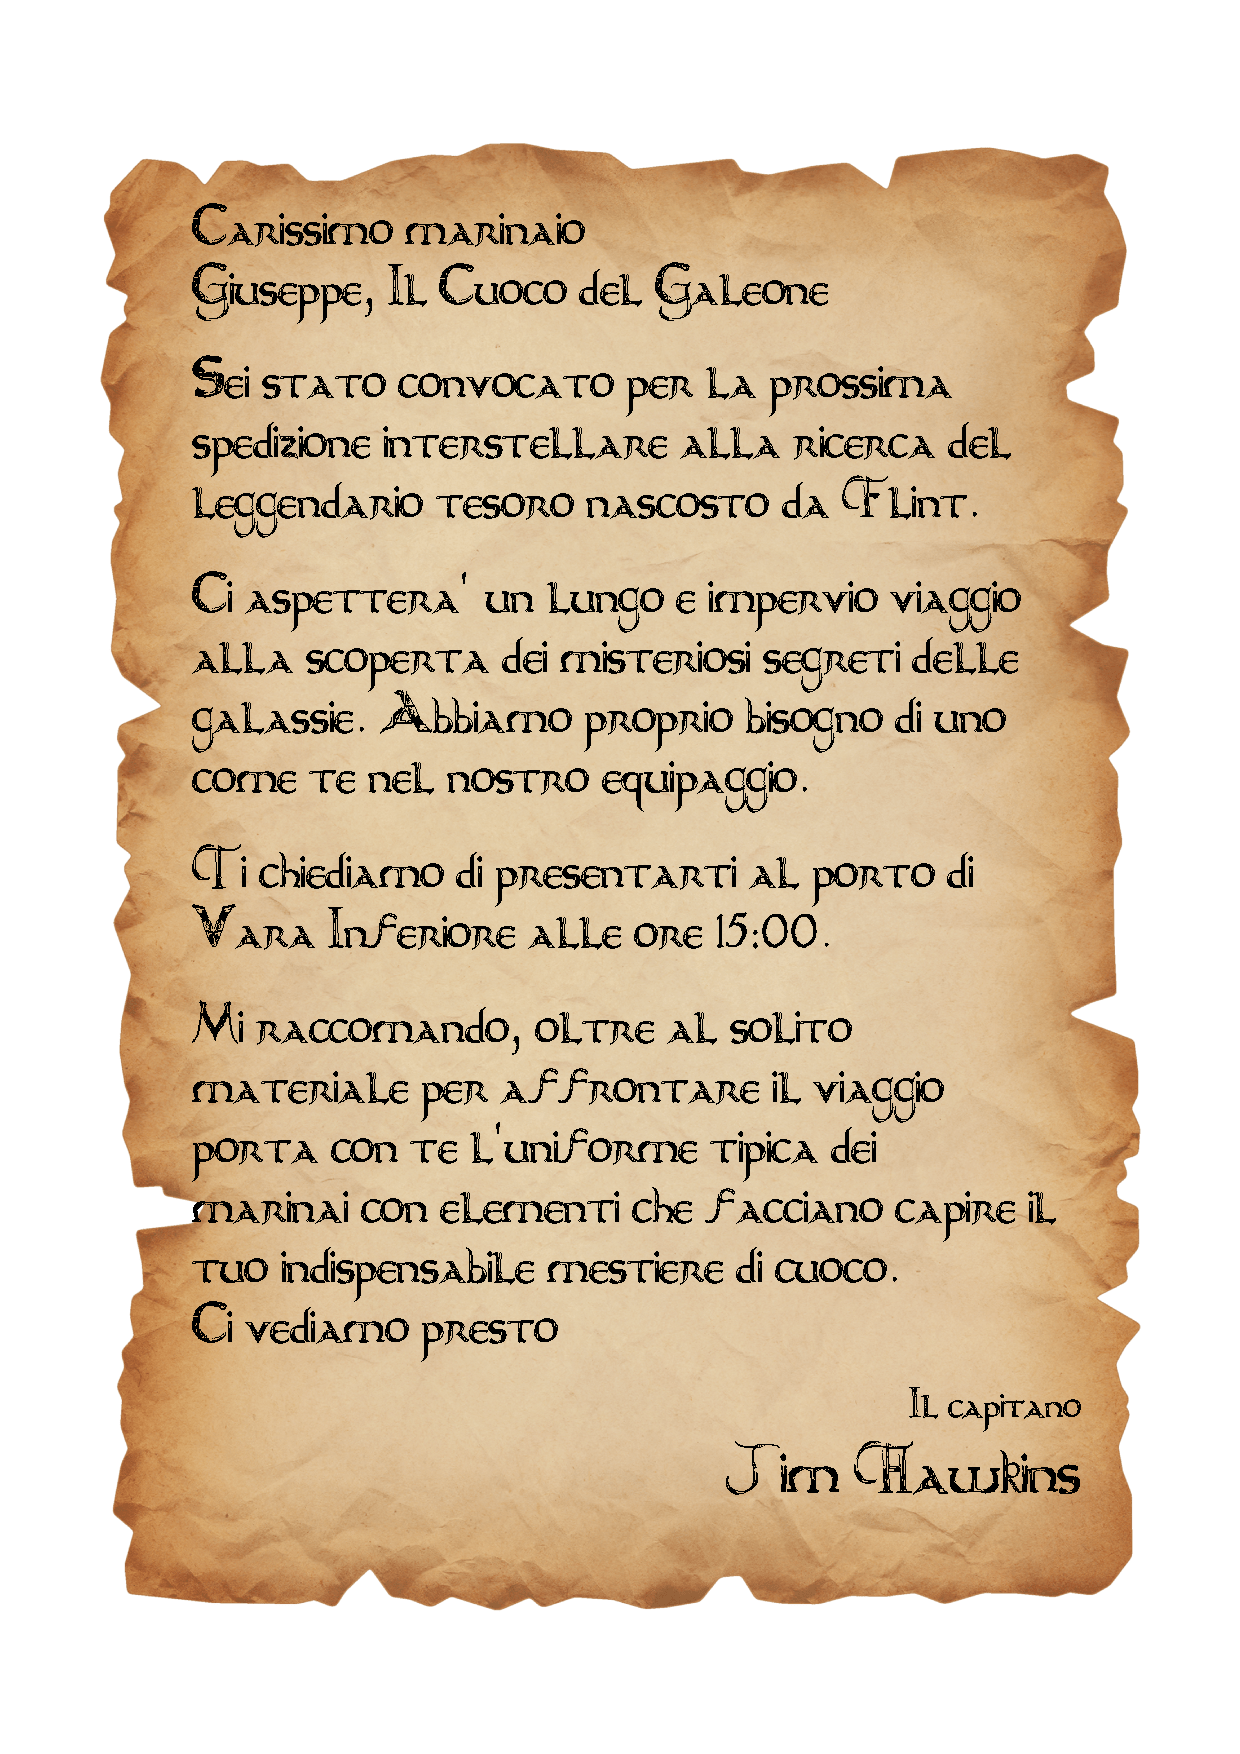 Carissimo marinaio
Giuseppe, Il Cuoco del Galeone
Sei stato convocato per la prossima
spedizione interstellare alla ricerca del
leggendario tesoro nascosto da Flint.
Ci aspettera' un lungo e impervio viaggio
alla scoperta dei misteriosi segreti delle
galassie. Abbiamo proprio bisogno di uno
come te nel nostro equipaggio.
Ti chiediamo di presentarti al porto di
Vara Inferiore alle ore 15:00.
Mi raccomando, oltre al solito
materiale per affrontare il viaggio
porta con te l'uniforme tipica dei
marinai con elementi che facciano capire il
tuo indispensabile mestiere di cuoco.
Ci vediamo presto
Il capitano
Jim Hawkins